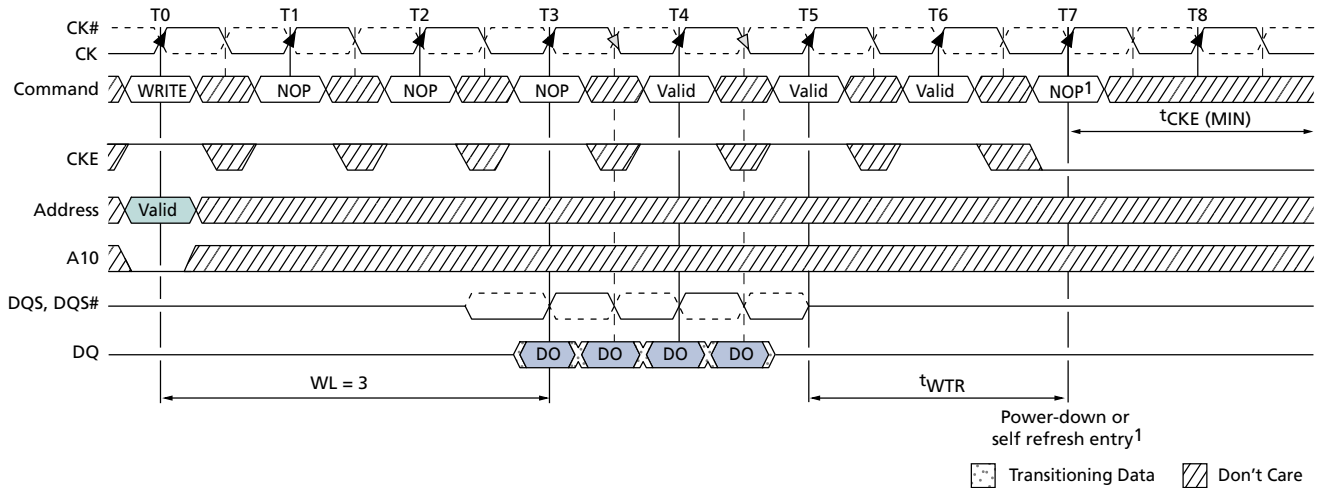 T0 T1 T2 T3 T4 T5 T6 T7 T8
CK#
CK
Command WRITE NOP NOP NOP Valid Valid Valid NOP1
tCKE (MIN)
CKE
Address Valid
A10
DQS, DQS#
DQ DO DO DO DO
WL = 3 tWTR
Power-down or
self refresh entry1
Transitioning Data Don't Care